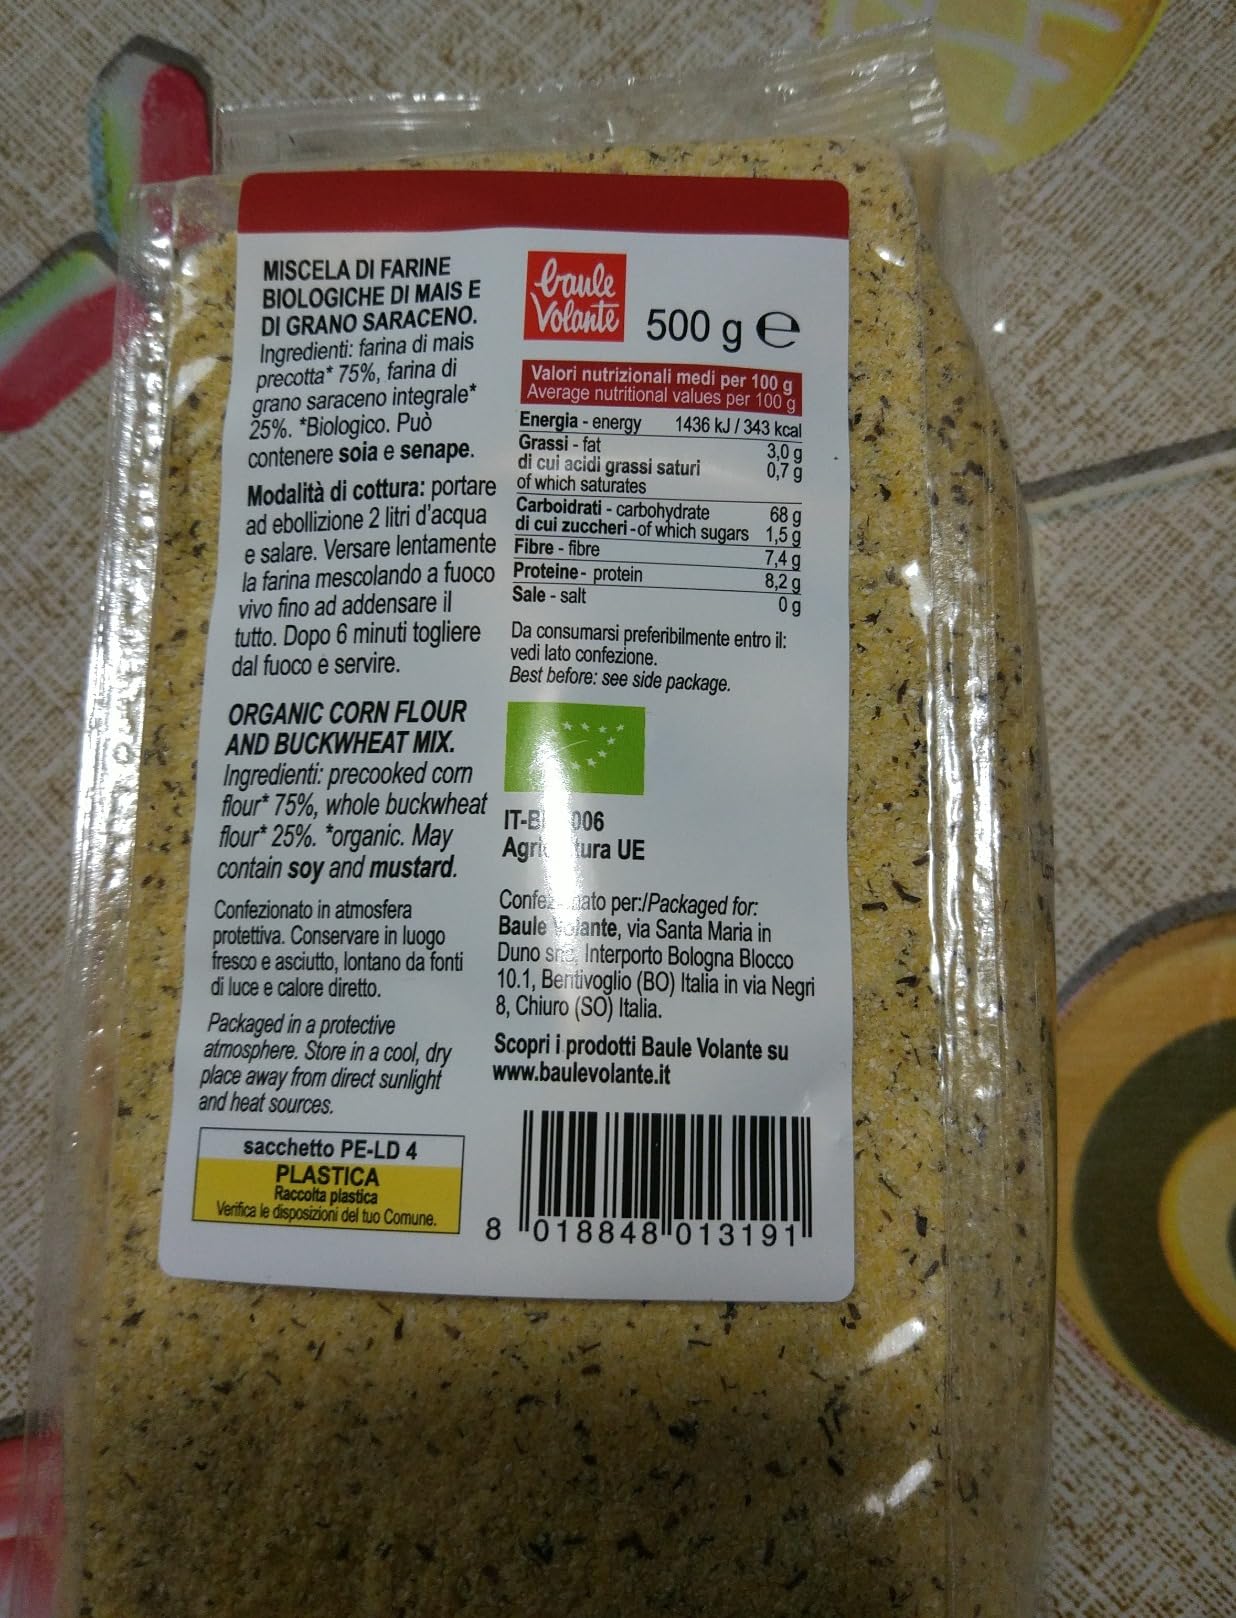 MISCELA DI FARINE
BIOLOGICHE DI MAIS E
DI GRANO SARACENO.
Ingredienti: farina di mais
precotta* 75%, farina di
grano saraceno integrale*
25%. *Biologico. Può
contenere soia e senape.
Modalità di cottura: portare
ad ebollizione 2 litri d'acqua
e salare. Versare lentamente
la farina mescolando a fuoco
vivo fino ad addensare il
tutto. Dopo 6 minuti togliere
dal fuoco e servire.
ORGANIC CORN FLOUR
AND BUCKWHEAT MIX.
Ingredienti: precooked corn
flour* 75%, whole buckwheat
flour* 25%. *organic. May
contain soy and mustard.
Confezionato in atmosfera
protettiva. Conservare in luogo
fresco e asciutto, lontano da fonti
di luce e calore diretto.
Packaged in a protective
atmosphere. Store in a cool, dry
place away from direct sunlight
and heat sources.
sacchetto PE-LD 4
PLASTICA
Raccolta plastica
Verifica le disposizioni del tuo Comune.
baule
Volante
500 g e
Valori nutrizionali medi per 100 g
Average nutritional values per 100 g
Energia - energy 1436 kJ / 343 kcal
Grassi - fat 3,0 g
di cui acidi grassi saturi 0,7 g
of which saturates
Carboidrati - carbohydrate 68 g
di cui zuccheri - of which sugars 1,5 g
Fibre - fibre 7,4 g
Proteine - protein 8,2 g
Sale - salt 0 g
Da consumarsi preferibilmente entro il:
vedi lato confezione.
Best before: see side package.
006
UE
per:/Packaged for:
Baule Volante, via Santa Maria in
Duno Interporto Bologna Blocco
10.1, Bentivoglio (BO) Italia in via Negri
8, Chiuro (SO) Italia.
Scopri i prodotti Baule Volante su
www.baulevolante.it
8 018848 013191